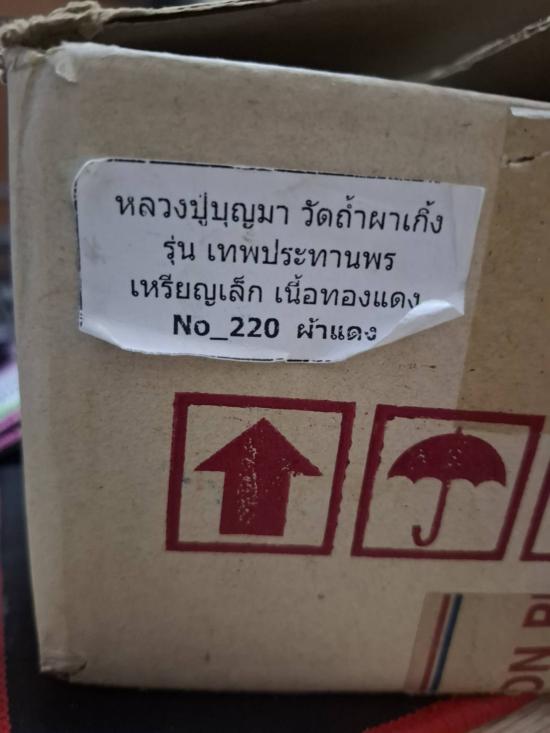 หลวงปู่บุญมา วัดถ้ำผาเกิ้ง
รุ่น เทพประทานพร
เหรียญเล็ก เนื้อทองแดง
No_220 ผ้าแดง